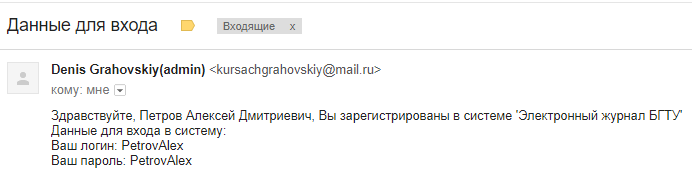 Данные для входа
Входящие x
Denis Grahovskiy(admin) <kursachgrahovskiy@mail.ru>
кому: мне
Здравствуйте, Петров Алексей Дмитриевич, Вы зарегистрированы в системе 'Электронный журнал БГТУ'
Данные для входа в систему:
Ваш логин: PetrovAlex
Ваш пароль: PetrovAlex